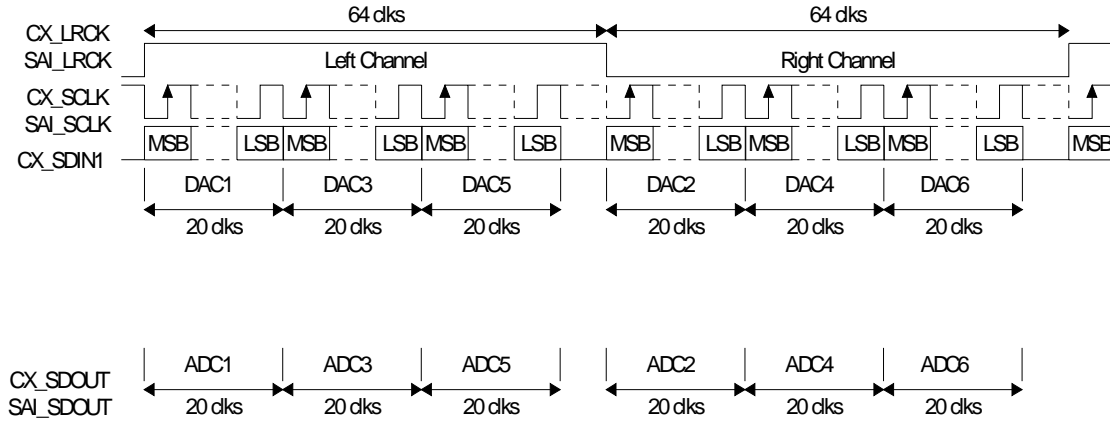 64 clks 64 clks
CX_LRCK
SAI_LRCK Left Channel Right Channel
CX_SCLK
SAI_SCLK
CX_SDIN1 MSB LSB MSB LSB MSB LSB MSB LSB MSB LSB MSB LSB MSB
DAC1 DAC3 DAC5 DAC2 DAC4 DAC6
20 clks 20 clks 20 clks 20 clks 20 clks 20 clks
ADC1 ADC3 ADC5 ADC2 ADC4 ADC6
CX_SDOUT
SAI_SDOUT 20 clks 20 clks 20 clks 20 clks 20 clks 20 clks